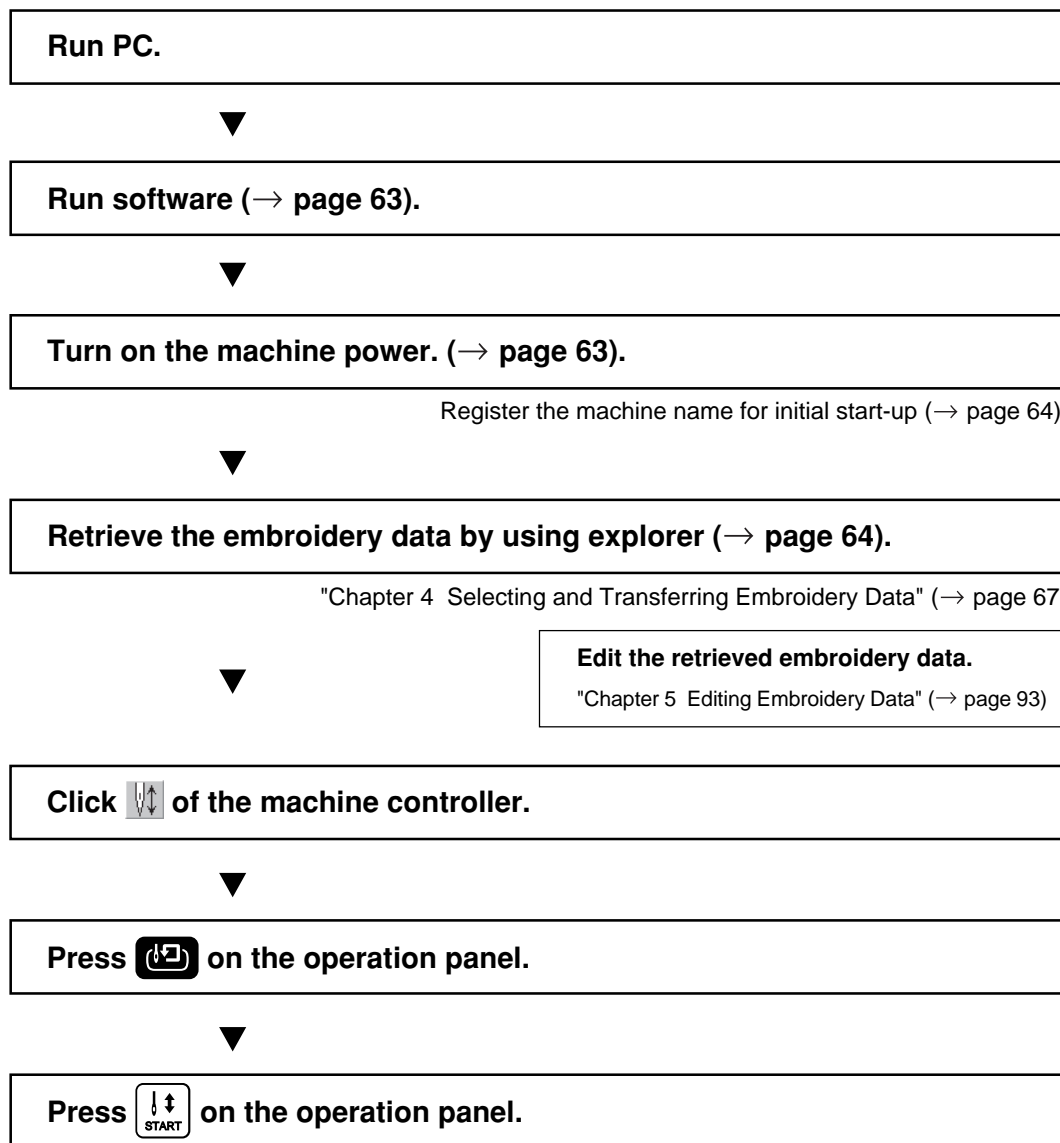 Run PC.
Run software (→ page 63).
Turn on the machine power. (→ page 63).
Register the machine name for initial start-up (→ page 64)
Retrieve the embroidery data by using explorer (→ page 64).
"Chapter 4 Selecting and Transferring Embroidery Data" (→ page 67
Edit the retrieved embroidery data.
"Chapter 5 Editing Embroidery Data" (→ page 93)
Click of the machine controller.
Press on the operation panel.
Press START on the operation panel.